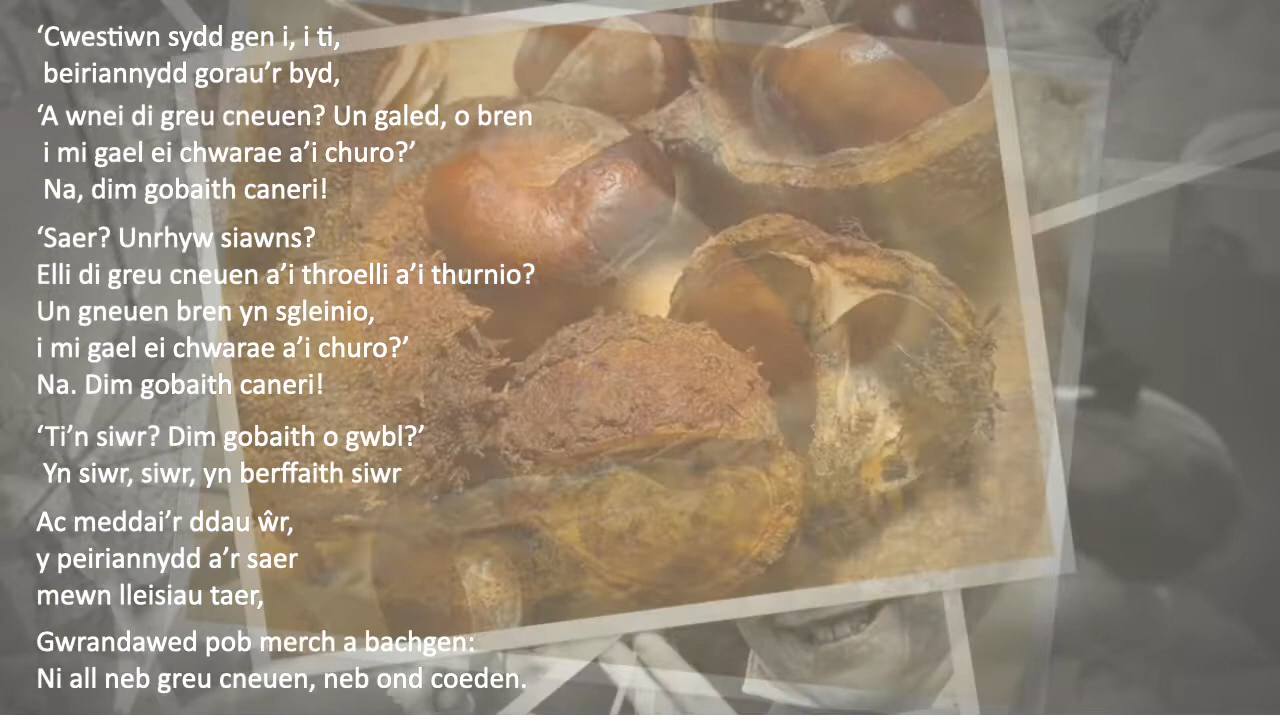 ‘Cwestiwn sydd gen i, i ti,
beiriannydd gorau’r byd,
‘A wnei di greu cneuen? Un galed, o bren
i mi gael ei chwarae a’i churo?’
Na, dim gobaith caneri!
‘Saer? Unrhyw siawns?
Elli di greu cneuen a’i throelli a’i thurnio?
Un gneuen bren yn sgleinio,
i mi gael ei chwarae a’i churo?’
Na. Dim gobaith caneri!
‘Ti’n siwr? Dim gobaith o gwbl?’
Yn siwr, siwr, yn berffaith siwr
Ac meddai’r ddau ŵr,
y peiriannydd a’r saer
mewn lleisiau taer,
Gwrandawed pob merch a bachgen:
Ni all neb greu cneuen, neb ond coeden.